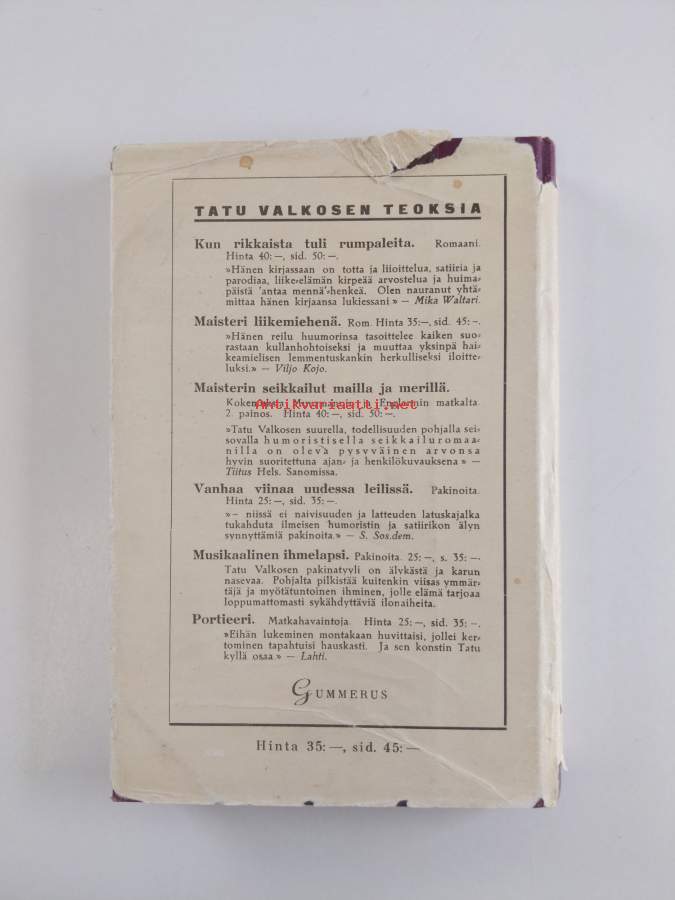 TATU VALKOSEN TEOKSIA
Kun rikkaista tuli rumpaleita. Romaani.
Hinta 40:—, sid. 50:—.
»Hänen kirjassaan on totta ja liioittelua, satiiria ja
parodiaa, liike-elämän kirpeää arvostelua ja huima-
päistä 'antaa mennä'-henkeä. Olen nauranut yhtä-
mittaa hänen kirjaansa lukiessani» — Mika Waltari.
Maisteri liikemiehenä. Rom. Hinta 35:—, sid. 45:-.
»Hänen reilu huumorinsa tasoittelee kaiken suo-
rastaan kullanhohtoiseksi ja muuttaa yksinpä hai-
keamielisen lemmentuskankin herkulliseksi iloitte-
luksi.» — Viljo Kojo.
Maisterin seikkailut mailla ja merillä.
Muurmannin ja Englannin matkalta.
Antikvariaatti.net
2. painos. Hinta 40:—, sid. 50:—.
»Tatu Valkosen suurella, todellisuuden pohjalla sei-
sovalla humoristisella seikkailuromaa-
nilla on oleva pysyväinen arvonsa
hyvin suoritettuna ajan- ja henkilökuvauksena» —
Tiitus Hels. Sanomissa.
Vanhaa viinaa uudessa leilissä. Pakinoita.
Hinta 25:—, sid. 35:—.
»— niissä ei naivisuuden ja latteuden latuskajalka
tukahduta ilmeisen humoristin ja satiirikon älyn
synnyttämiä pakinoita.» — S. Sos.dem.
Musikaalinen ihmelapsi. Pakinoita. 25:—, s. 35:—.
Tatu Valkosen pakinatyyli on älykästä ja karun
nasevaa. Pohjalta pilkistää kuitenkin viisas ymmär-
täjä ja myötätuntoinen ihminen, jolle elämä tarjoaa
loppumattomasti sykähdyttäviä ilonaiheita.
Portieeri. Matkahavaintoja. Hinta 25:—, sid. 35:—.
»Eihän lukeminen montakaan huvittaisi, jollei ker-
tominen tapahtuisi hauskasti. Ja sen konstin Tatu
kyllä osaa.» — Lahti.
GUMMERUS
Hinta 35:—, sid. 45:—